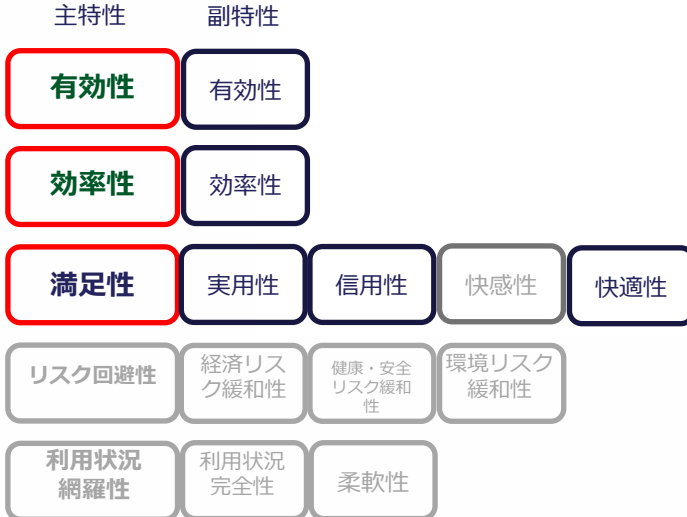 主特性 副特性
有効性 有効性
効率性 効率性
満足性 実用性 信用性 快感性 快適性
リスク回避性
経済リス
ク緩和性
健康・安全
リスク緩和
性
環境リスク
緩和性
利用状況
網羅性
利用状況
完全性
柔軟性